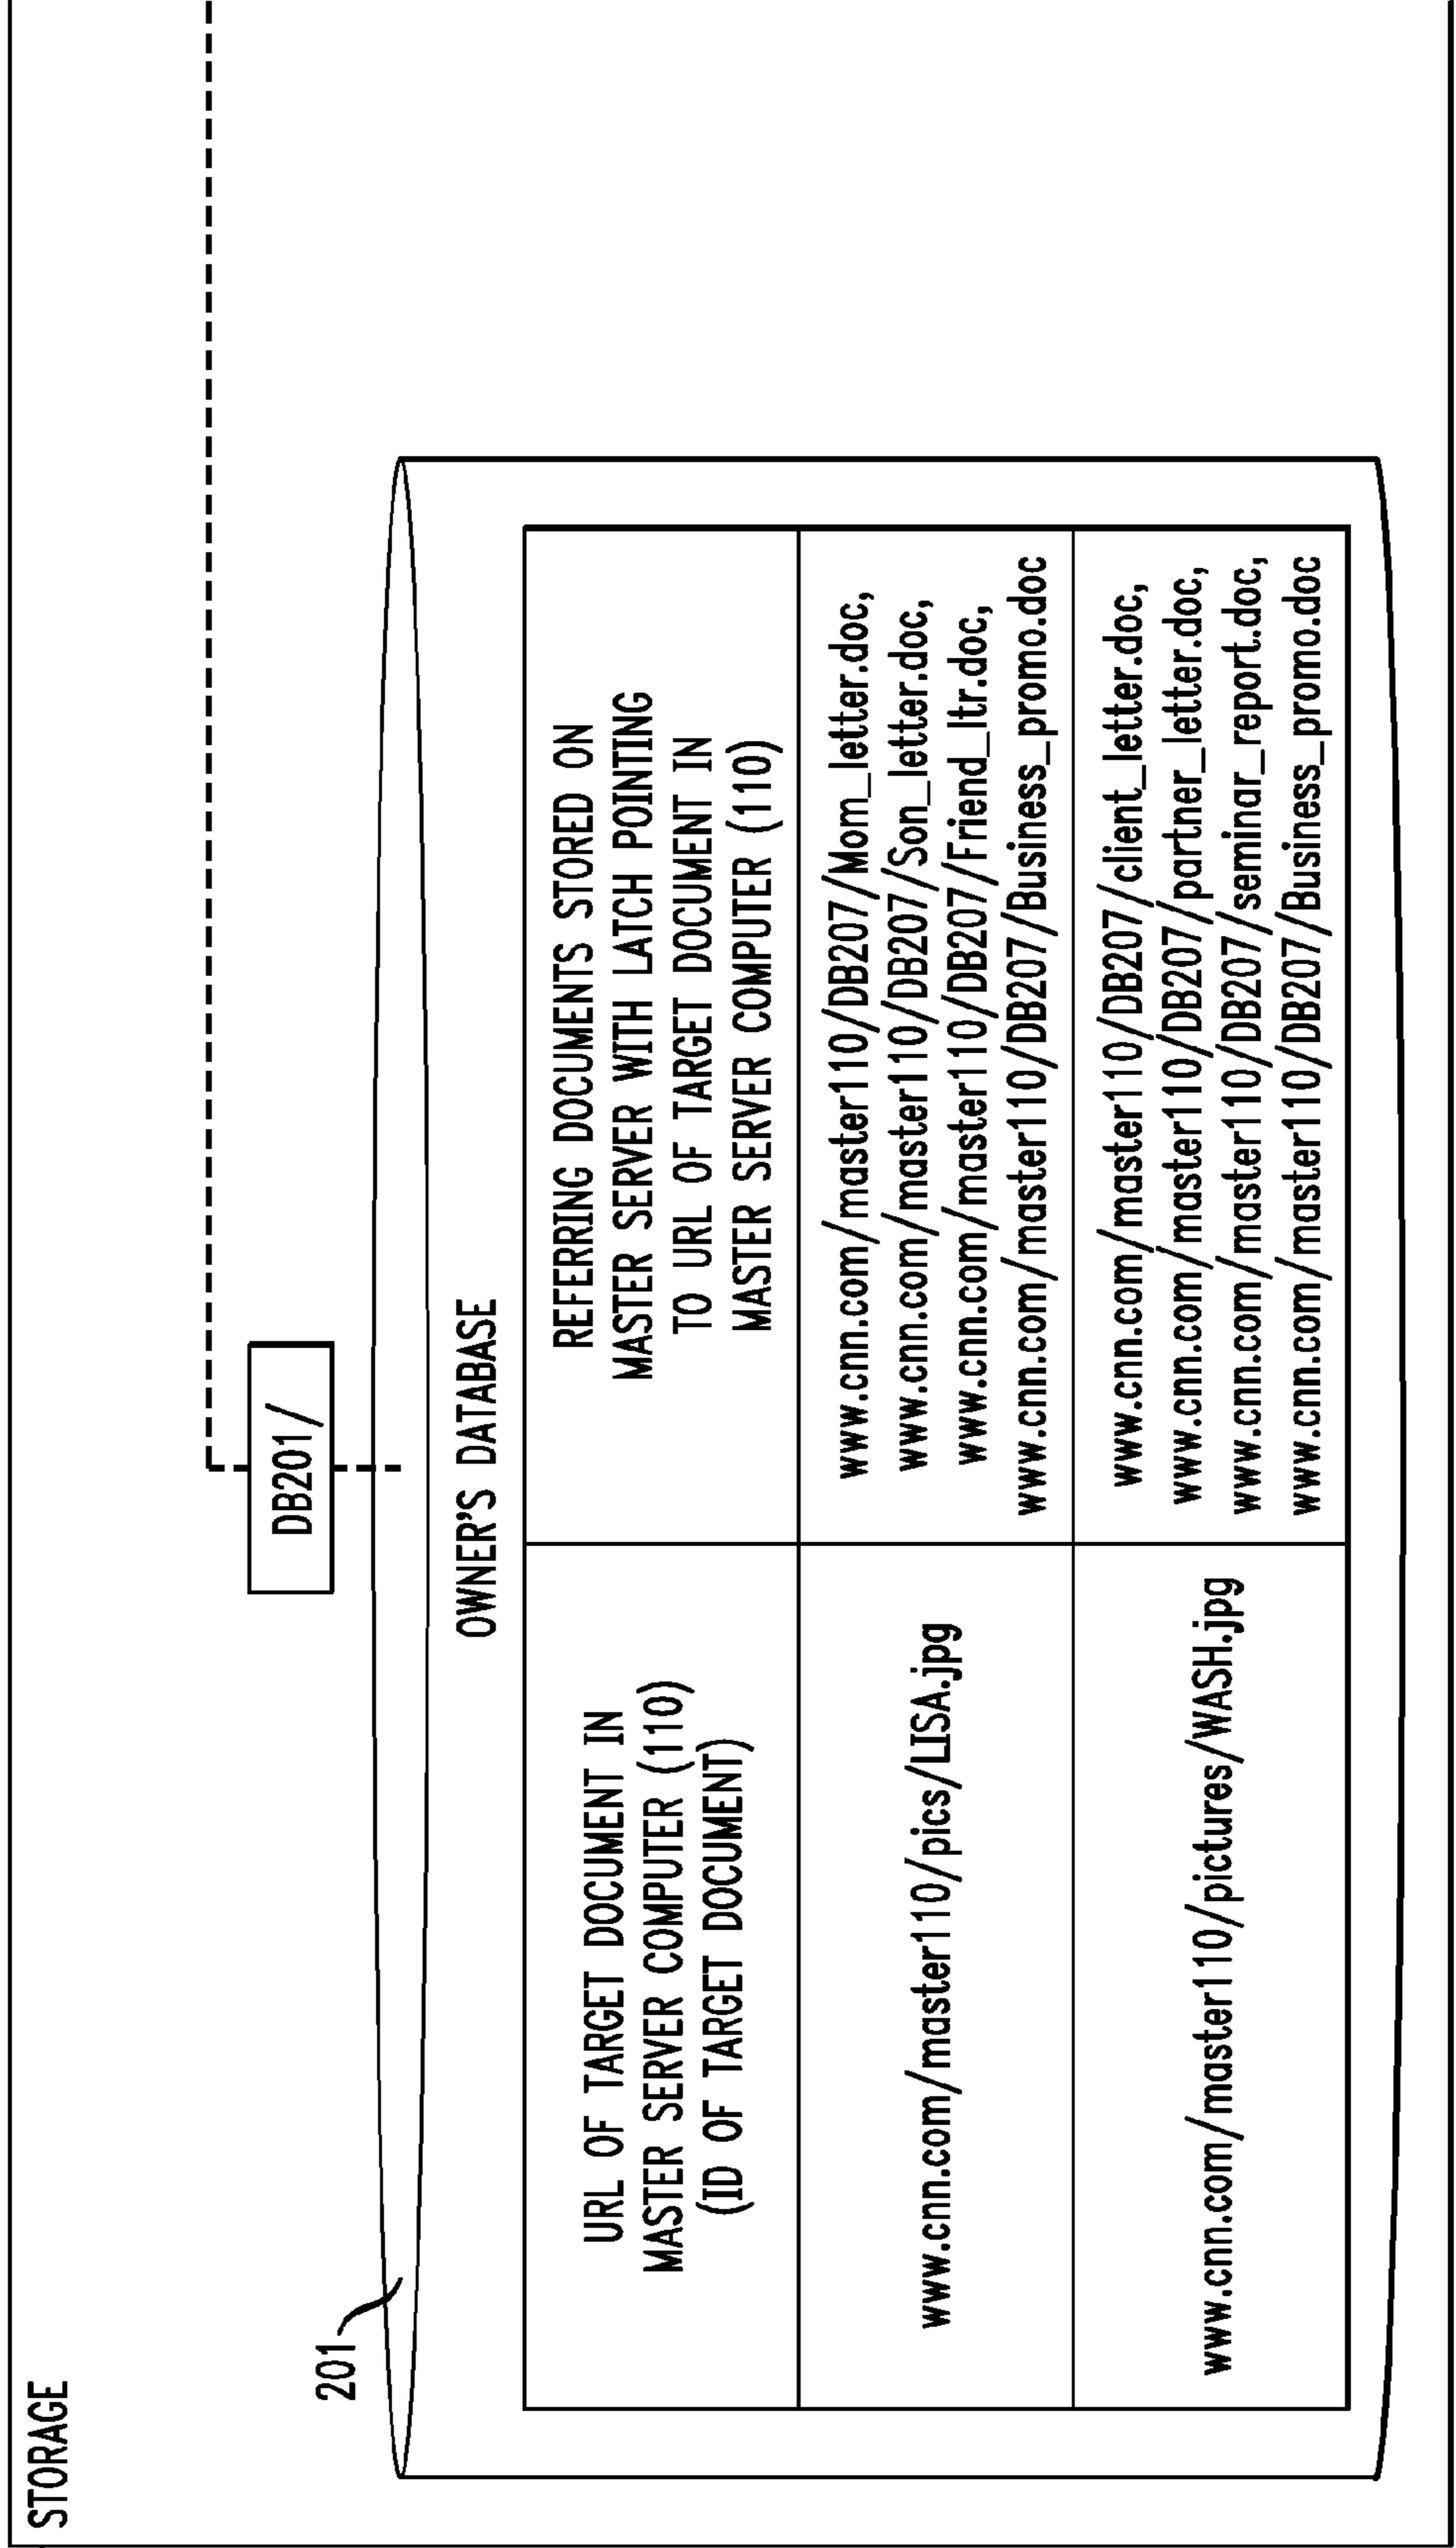 STORAGE
DB201/
201
OWNER'S DATABASE
URL OF TARGET DOCUMENT IN
MASTER SERVER COMPUTER (110)
(ID OF TARGET DOCUMENT)
REFERRING DOCUMENTS STORED ON
MASTER SERVER WITH LATCH POINTING
TO URL OF TARGET DOCUMENT IN
MASTER SERVER COMPUTER (110)
www.cnn.com/master110/pics/LISA.jpg
www.cnn.com/master110/DB207/Mom_letter.doc,
www.cnn.com/master110/DB207/Son_letter.doc,
www.cnn.com/master110/DB207/Friend_ltr.doc,
www.cnn.com/master110/DB207/Business_promo.doc
www.cnn.com/master110/pictures/WASH.jpg
www.cnn.com/master110/DB207/client_letter.doc,
www.cnn.com/master110/DB207/partner_letter.doc,
www.cnn.com/master110/DB207/seminar_report.doc,
www.cnn.com/master110/DB207/Business_promo.doc